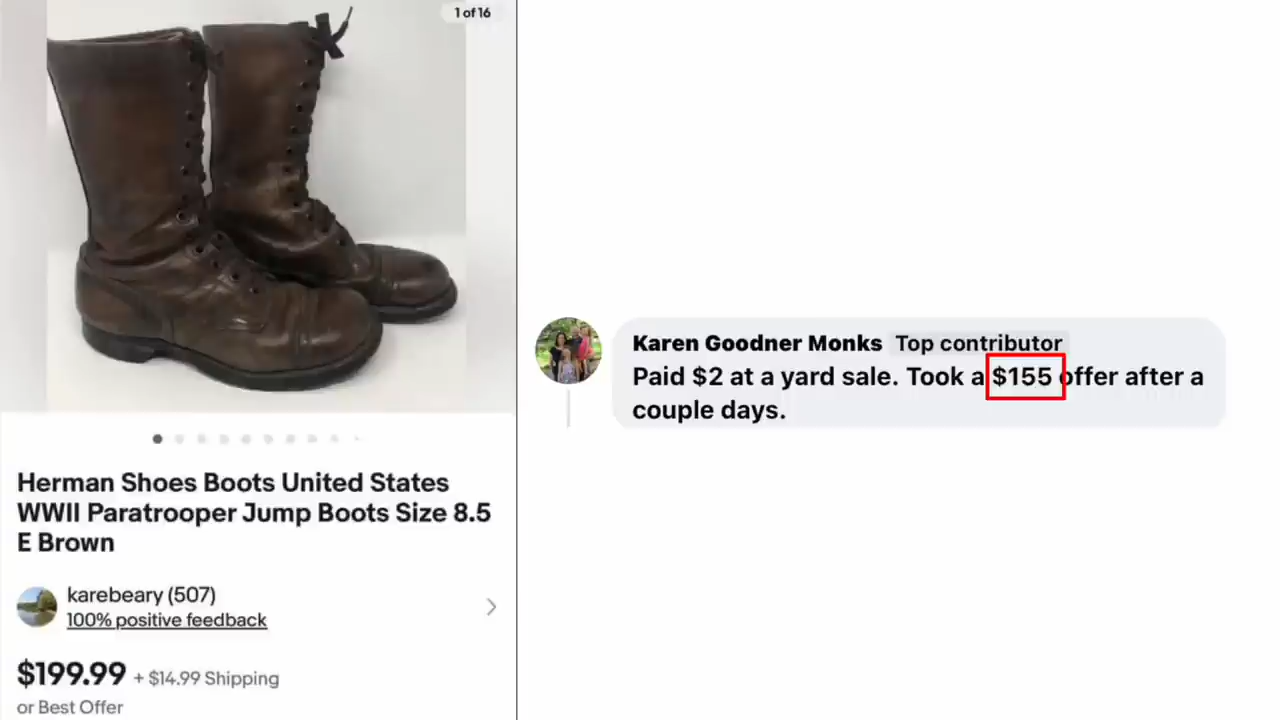 1 of 16
Herman Shoes Boots United States
WWII Paratrooper Jump Boots Size 8.5
E Brown
karebeary (507)
100% positive feedback
$199.99 + $14.99 Shipping
or Best Offer
Karen Goodner Monks Top contributor
Paid $2 at a yard sale. Took a $155 offer after a
couple days.